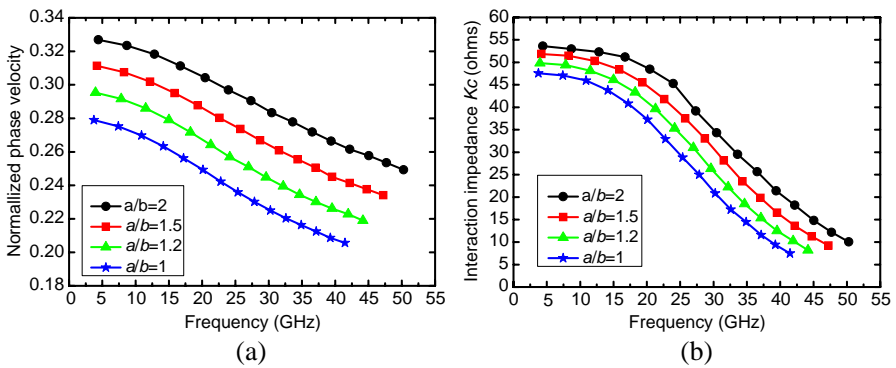 Normallized phase velocity
0.34
0.32
0.30
0.28
0.26
0.24
0.22
0.20
0.18
a/b=2
a/b=1.5
a/b=1.2
a/b=1
0 5 10 15 20 25 30 35 40 45 50 55
Frequency (GHz)
(a)
Interaction impedance Kc (ohms)
60
55
50
45
40
35
30
25
20
15
10
5
0
a/b=2
a/b=1.5
a/b=1.2
a/b=1
0 5 10 15 20 25 30 35 40 45 50 55
Frequency (GHz)
(b)